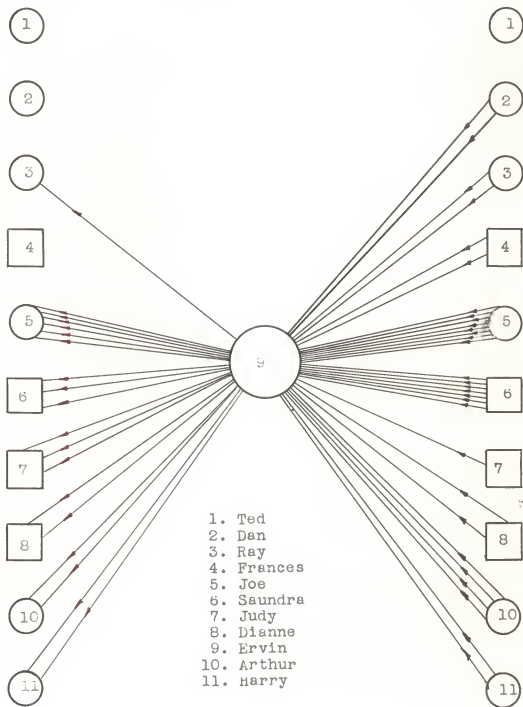 1 1
2 2
3 3
4 4
5 5
9
6 6
7 7
8 8
10 10
11 11
1. Ted
2. Dan
3. Ray
4. Frances
5. Joe
6. Saundra
7. Judy
8. Dianne
9. Ervin
10. Arthur
11. Harry